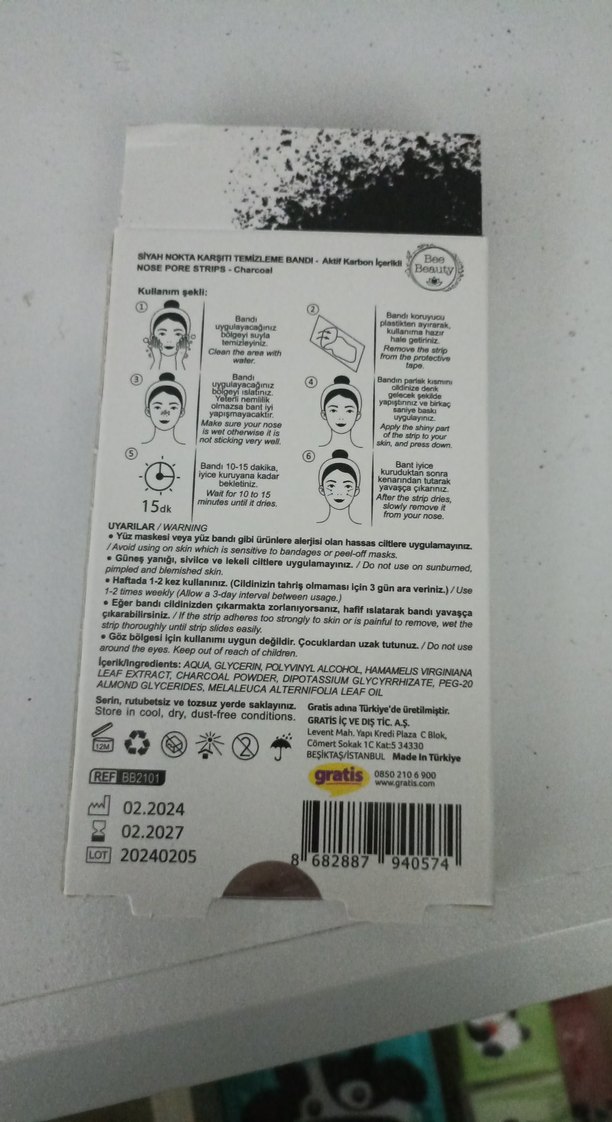 SİYAH NOKTA KARŞITI TEMİZLEME BANDI - Aktif Karbon İçerikli
NOSE PORE STRIPS - Charcoal
Bee
Beauty
Kullanım şekli:
1
Bandı
uygulayacağınız
bölgeyi suyla
temizleyiniz.
Clean the area with
water.
2
Bandı koruyucu
plastikten ayırarak,
kullanıma hazır
hale getiriniz.
Remove the strip
from the protective
tape.
3
Bandı
uygulayacağınız
bölgeyi ıslatınız.
Yeterli nemlilik
olmazsa bant iyi
yapışmayacaktır.
Make sure your nose
is wet otherwise it is
not sticking very well.
4
Bandın parlak kısmını
cildinize denk
gelecek şekilde
yapıştırınız ve birkaç
saniye baskı
uygulayınız.
Apply the shiny part
of the strip to your
skin, and press down.
5
15dk
Bandı 10-15 dakika,
iyice kuruyana kadar
bekletiniz.
Wait for 10 to 15
minutes until it dries.
6
Bant iyice
kuruduktan sonra
kenarından tutarak
yavaşça çıkarınız.
After the strip dries,
slowly remove it
from your nose.
UYARILAR / WARNING
• Yüz maskesi veya yüz bandı gibi ürünlere alerjisi olan hassas ciltlere uygulamayınız.
/ Avoid using on skin which is sensitive to bandages or peel-off masks.
• Güneş yanığı, sivilce ve lekeli ciltlere uygulamayınız. / Do not use on sunburned,
pimpled and blemished skin.
• Haftada 1-2 kez kullanınız. (Cildinizin tahriş olmaması için 3 gün ara veriniz.) / Use
1-2 times weekly (Allow a 3-day interval between usage.)
• Eğer bandı cildinizden çıkarmakta zorlanıyorsanız, hafif ıslatarak bandı yavaşça
çıkarabilirsiniz. / If the strip adheres too strongly to skin or is painful to remove, wet the
strip thoroughly until strip slides easily.
• Göz bölgesi için kullanımı uygun değildir. Çocuklardan uzak tutunuz. / Do not use
around the eyes. Keep out of reach of children.
İçerik/Ingredients: AQUA, GLYCERIN, POLYVINYL ALCOHOL, HAMAMELIS VIRGINIANA
LEAF EXTRACT, CHARCOAL POWDER, DIPOTASSIUM GLYCYRRHIZATE, PEG-20
ALMOND GLYCERIDES, MELALEUCA ALTERNIFOLIA LEAF OIL
Serin, rutubetsiz ve tozsuz yerde saklayınız.
Store in cool, dry, dust-free conditions.
12M
2
REF BB2101
02.2024
02.2027
LOT 20240205
Gratis adına Türkiye'de üretilmiştir.
GRATİS İÇ VE DIŞ TİC. A.Ş.
Levent Mah. Yapı Kredi Plaza C Blok,
Cömert Sokak 1C Kat:5 34330
BEŞİKTAŞ/İSTANBUL Made In Türkiye
gratis
0850 210 6 900
www.gratis.com
8 682887 940574